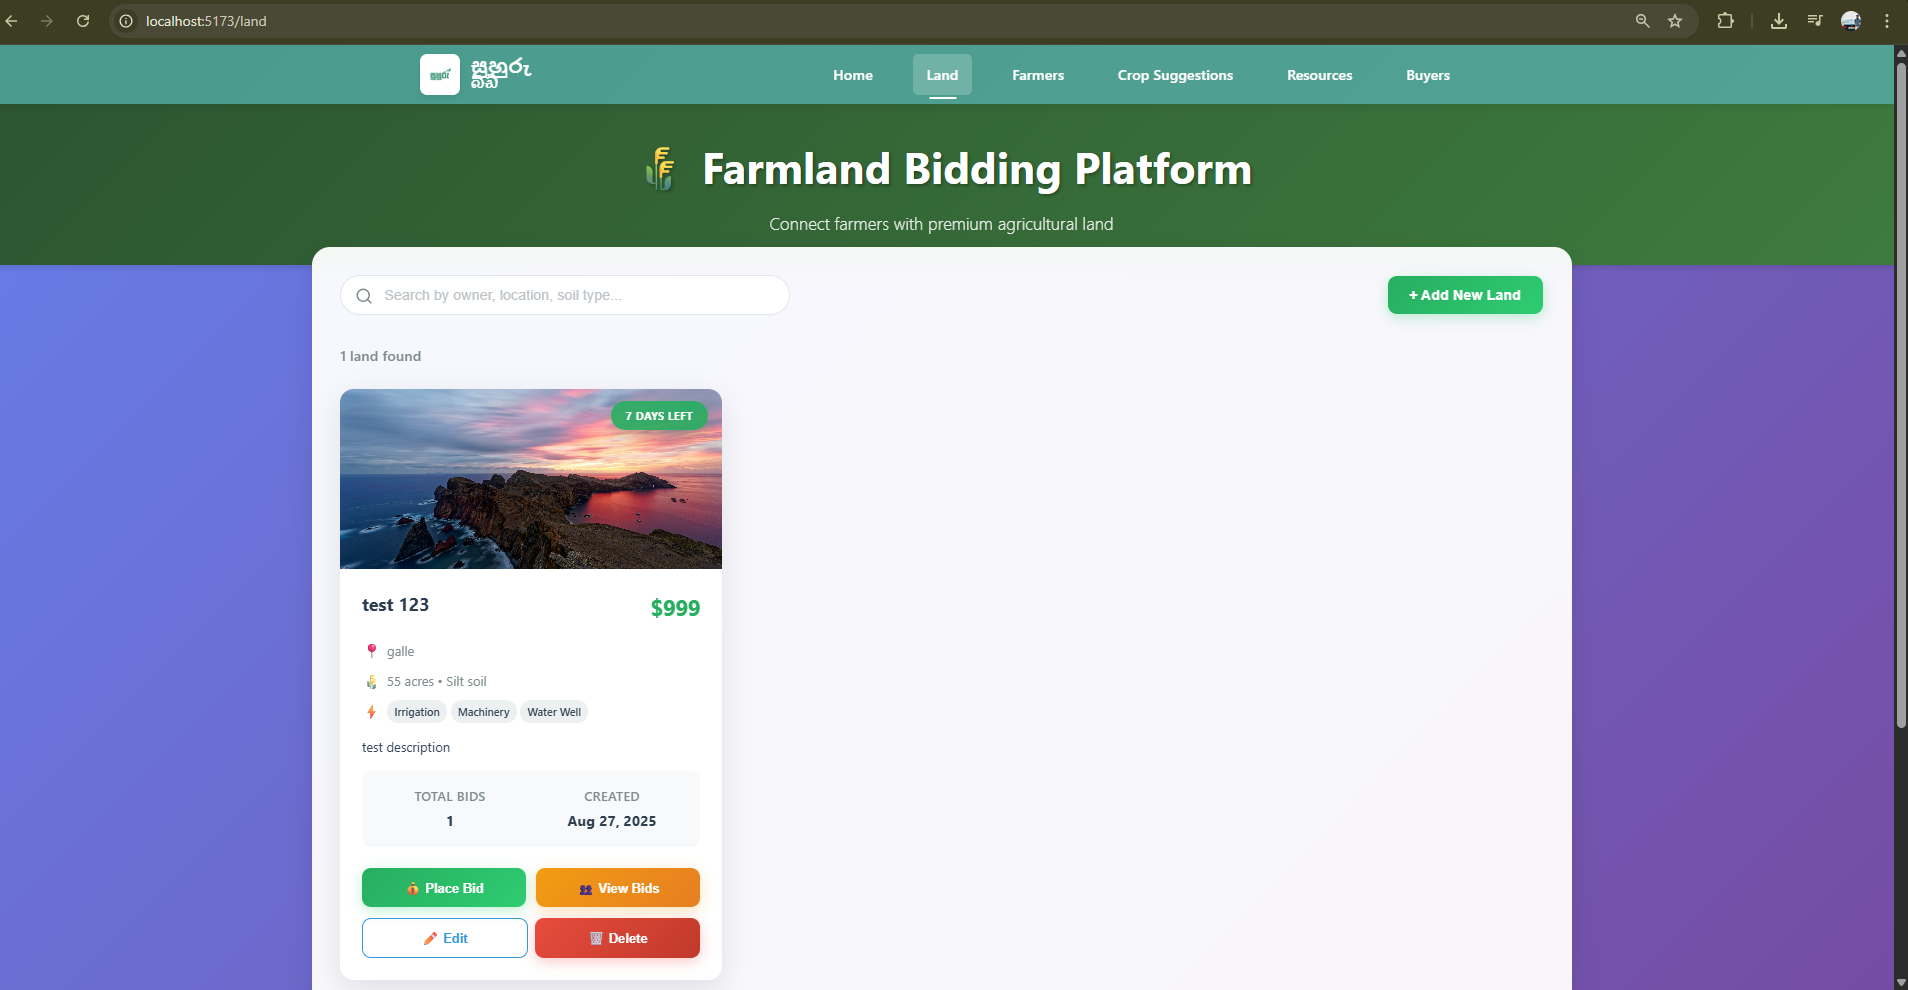 localhost:5173/land
සුහුරු
බිඩ්
Home
Land
Farmers
Crop Suggestions
Resources
Buyers
Farmland Bidding Platform
Connect farmers with premium agricultural land
Search by owner, location, soil type...
+ Add New Land
1 land found
7 DAYS LEFT
test 123
$999
galle
55 acres • Silt soil
Irrigation
Machinery
Water Well
test description
TOTAL BIDS
CREATED
1
Aug 27, 2025
Place Bid
View Bids
Edit
Delete